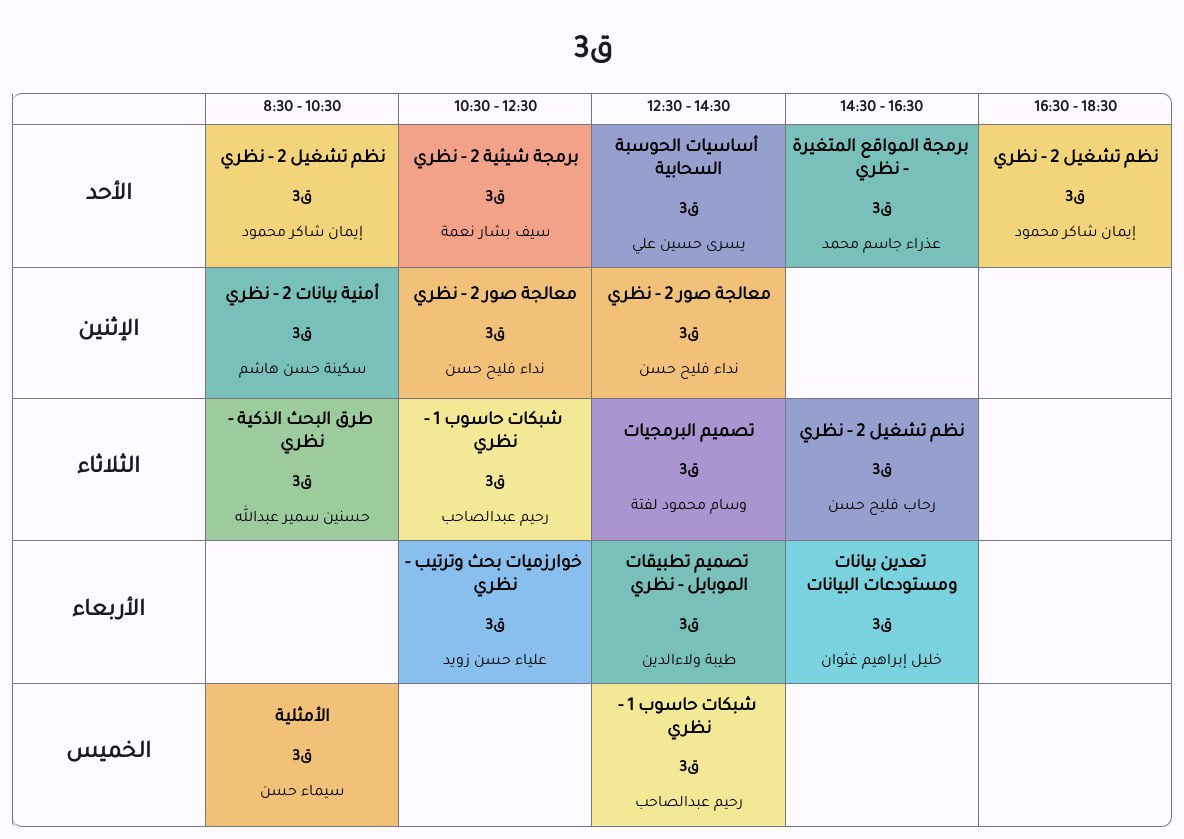 ق3
8:30 - 10:30
10:30 - 12:30
12:30 - 14:30
14:30 - 16:30
16:30 - 18:30
الأحد
نظم تشغيل 2 - نظري
ق3
إيمان شاكر محمود
برمجة شيئية 2 - نظري
ق3
سيف بشار نعمة
أساسيات الحوسبة
السحابية
ق3
يسرى حسين علي
برمجة المواقع المتغيرة
- نظري
ق3
عذراء جاسم محمد
نظم تشغيل 2 - نظري
ق3
إيمان شاكر محمود
الإثنين
أمنية بيانات 2 - نظري
ق3
سكينة حسن هاشم
معالجة صور 2 - نظري
ق3
نداء فليح حسن
معالجة صور 2 - نظري
ق3
نداء فليح حسن
الثلاثاء
طرق البحث الذكية -
نظري
ق3
حسنين سمير عبدالله
شبكات حاسوب 1 -
نظري
ق3
رحيم عبدالصاحب
تصميم البرمجيات
ق3
وسام محمود لفتة
نظم تشغيل 2 - نظري
ق3
رحاب فليح حسن
الأربعاء
خوارزميات بحث وترتيب -
نظري
ق3
علياء حسن زويد
تصميم تطبيقات
الموبايل - نظري
ق3
طيبة ولاءالدين
تعدين بيانات
ومستودعات البيانات
ق3
خليل إبراهيم غثوان
الخميس
الأمثلية
ق3
سيماء حسن
شبكات حاسوب 1 -
نظري
ق3
رحيم عبدالصاحب